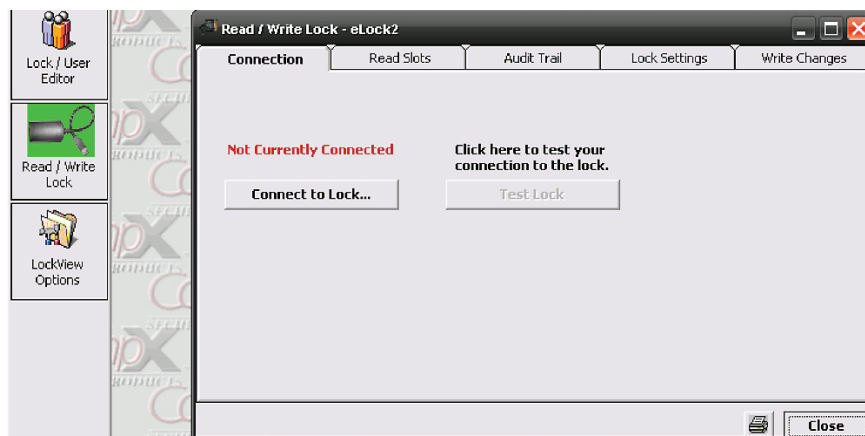 Read / Write Lock - eLock2
Connection
Read Slots
Audit Trail
Lock Settings
Write Changes
Lock / User
Editor
Read / Write
Lock
LockView
Options
Not Currently Connected
Click here to test your
connection to the lock.
Connect to Lock...
Test Lock
Close